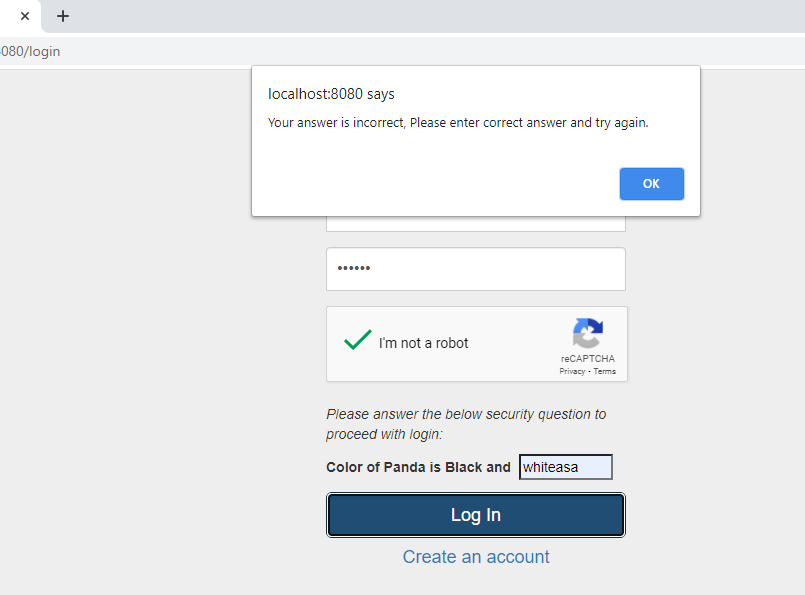 :8080/login
localhost:8080 says
Your answer is incorrect, Please enter correct answer and try again.
OK
••••••
I'm not a robot
reCAPTCHA
Privacy - Terms
Please answer the below security question to
proceed with login:
Color of Panda is Black and whiteasa
Log In
Create an account